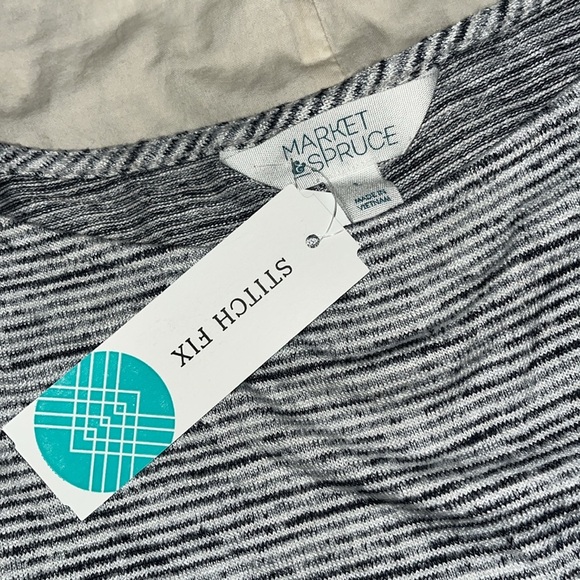 MARKET
&SPRUCE
MADE IN
VIETNAM
STITCH FIX